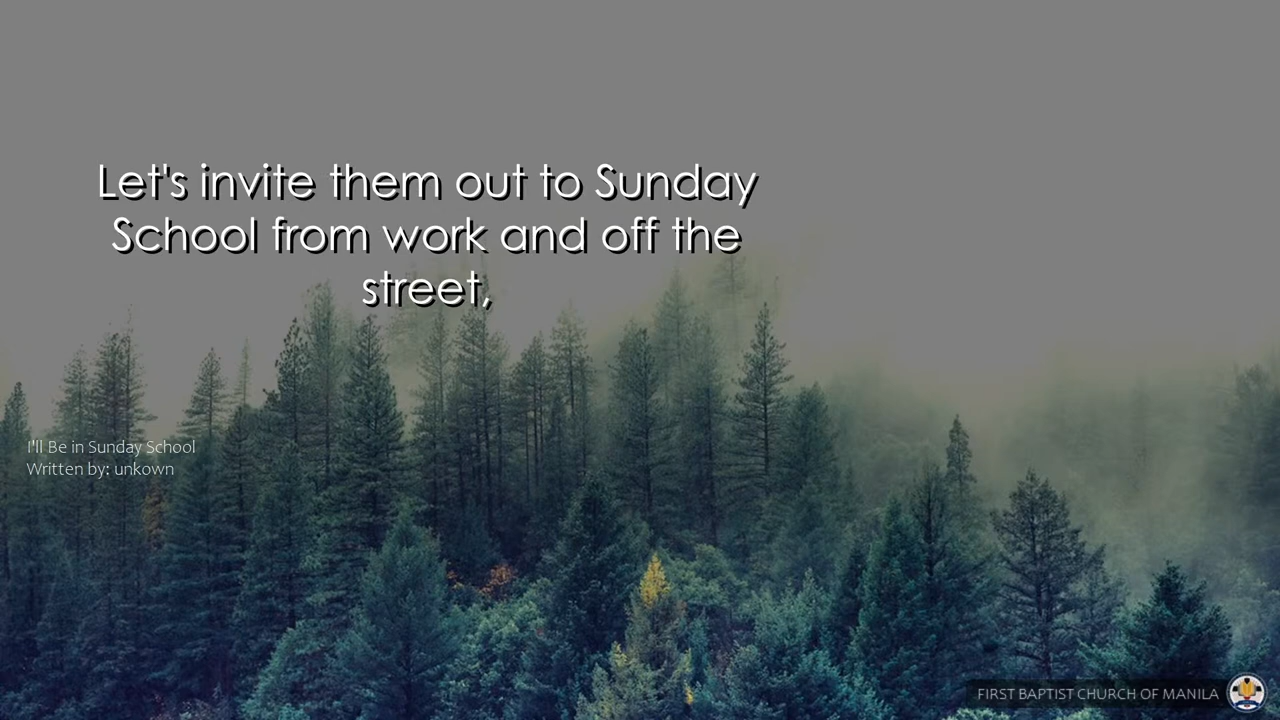 Let's invite them out to Sunday
School from work and off the
street,
I'll Be in Sunday School
Written by: unkown
FIRST BAPTIST CHURCH OF MANILA